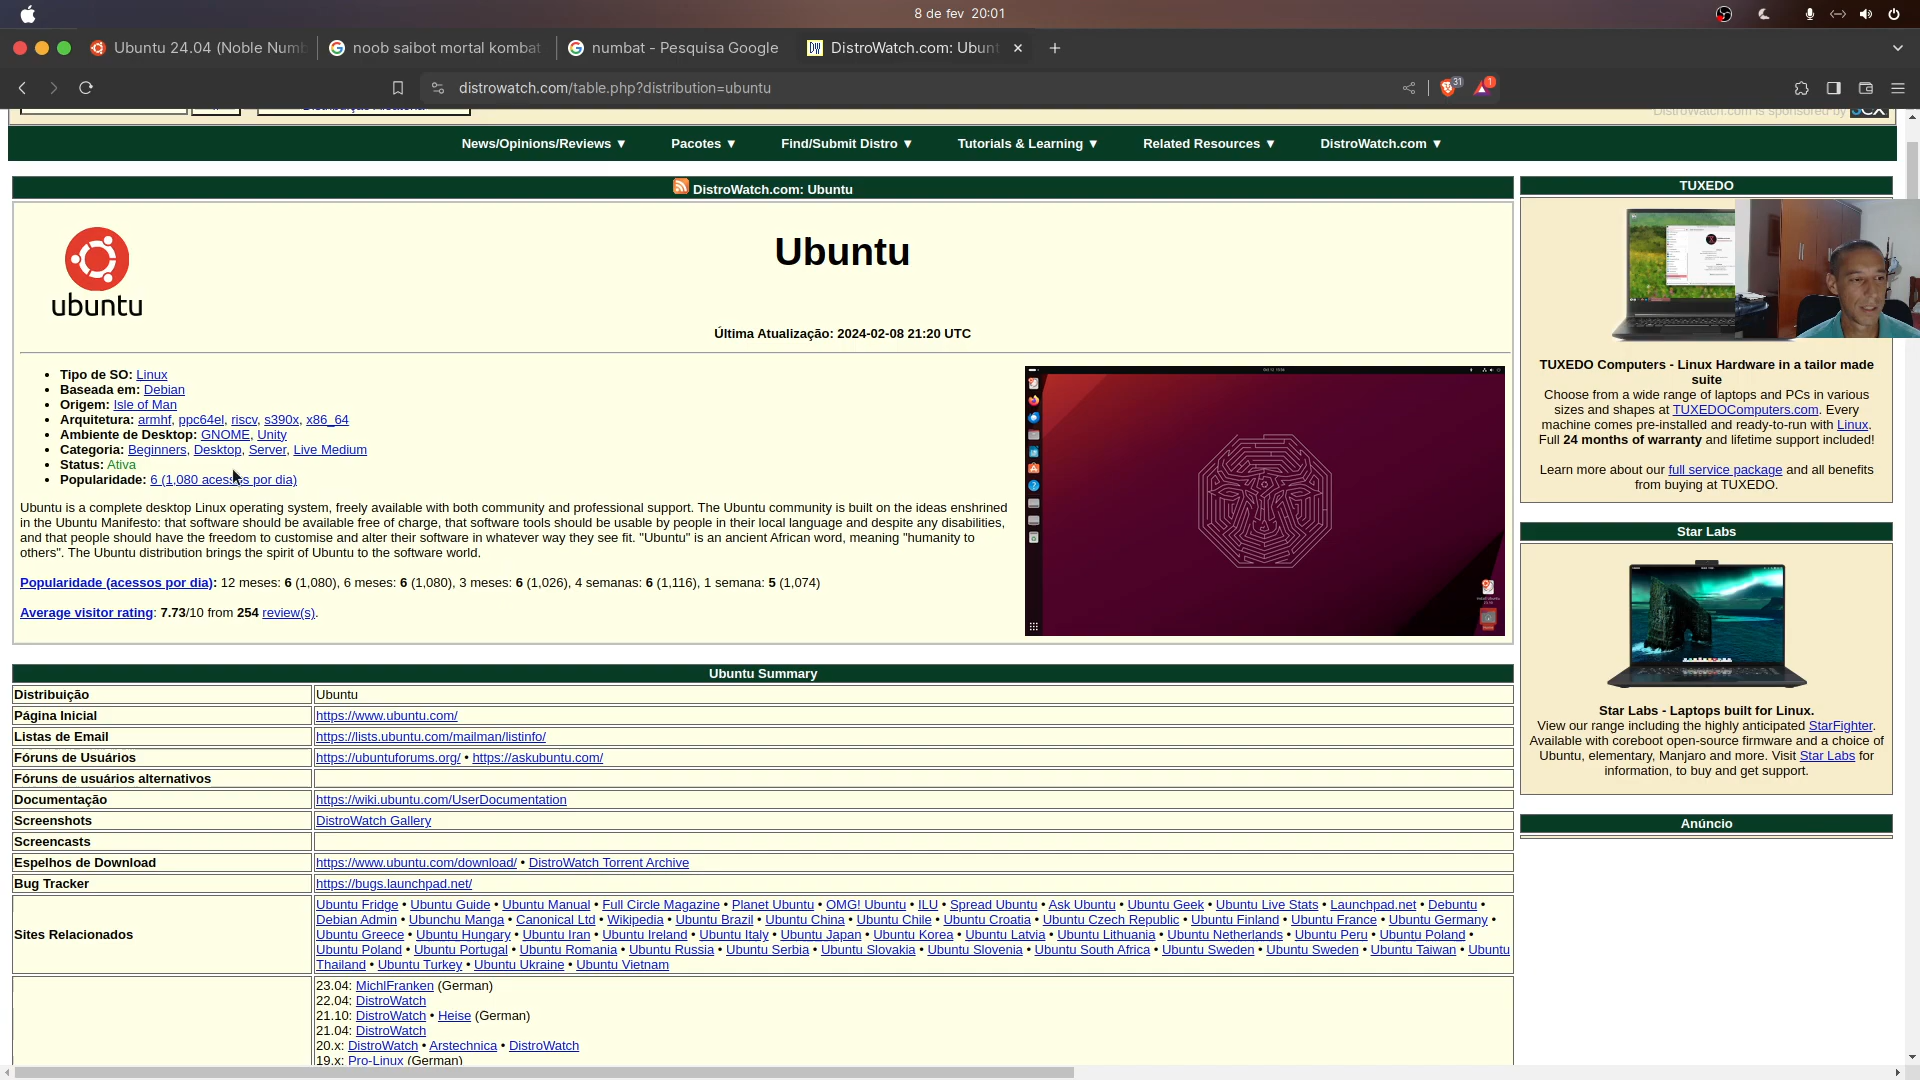 8 de fev 20:01
Ubuntu 24.04 (Noble Numb
noob saibot mortal kombat
numbat - Pesquisa Google
DistroWatch.com: Ubunt
distrowatch.com/table.php?distribution=ubuntu
31
1
DistroWatch.com is sponsored by 3CX
News/Opinions/Reviews ▼ Pacotes ▼ Find/Submit Distro ▼ Tutorials & Learning ▼ Related Resources ▼ DistroWatch.com ▼
DistroWatch.com: Ubuntu
ubuntu
Ubuntu
Última Atualização: 2024-02-08 21:20 UTC
• Tipo de SO: Linux
• Baseada em: Debian
• Origem: Isle of Man
• Arquitetura: armhf, ppc64el, riscv, s390x, x86_64
• Ambiente de Desktop: GNOME, Unity
• Categoria: Beginners, Desktop, Server, Live Medium
• Status: Ativa
• Popularidade: 6 (1,080 acessos por dia)
Ubuntu is a complete desktop Linux operating system, freely available with both community and professional support. The Ubuntu community is built on the ideas enshrined
in the Ubuntu Manifesto: that software should be available free of charge, that software tools should be usable by people in their local language and despite any disabilities,
and that people should have the freedom to customise and alter their software in whatever way they see fit. "Ubuntu" is an ancient African word, meaning "humanity to
others". The Ubuntu distribution brings the spirit of Ubuntu to the software world.
Popularidade (acessos por dia): 12 meses: 6 (1,080), 6 meses: 6 (1,080), 3 meses: 6 (1,026), 4 semanas: 6 (1,116), 1 semana: 5 (1,074)
Average visitor rating: 7.73/10 from 254 review(s).
Ubuntu Summary
Distribuição Ubuntu
Página Inicial https://www.ubuntu.com/
Listas de Email https://lists.ubuntu.com/mailman/listinfo/
Fóruns de Usuários https://ubuntuforums.org/ • https://askubuntu.com/
Fóruns de usuários alternativos
Documentação https://wiki.ubuntu.com/UserDocumentation
Screenshots DistroWatch Gallery
Screencasts
Espelhos de Download https://www.ubuntu.com/download/ • DistroWatch Torrent Archive
Bug Tracker https://bugs.launchpad.net/
Sites Relacionados
Ubuntu Fridge • Ubuntu Guide • Ubuntu Manual • Full Circle Magazine • Planet Ubuntu • OMG! Ubuntu • ILU • Spread Ubuntu • Ask Ubuntu • Ubuntu Geek • Ubuntu Live Stats • Launchpad.net • Debuntu •
Debian Admin • Ubunchu Manga • Canonical Ltd • Wikipedia • Ubuntu Brazil • Ubuntu China • Ubuntu Chile • Ubuntu Croatia • Ubuntu Czech Republic • Ubuntu Finland • Ubuntu France • Ubuntu Germany •
Ubuntu Greece • Ubuntu Hungary • Ubuntu Iran • Ubuntu Ireland • Ubuntu Italy • Ubuntu Japan • Ubuntu Korea • Ubuntu Latvia • Ubuntu Lithuania • Ubuntu Netherlands • Ubuntu Peru • Ubuntu Poland •
Ubuntu Poland • Ubuntu Portugal • Ubuntu Romania • Ubuntu Russia • Ubuntu Serbia • Ubuntu Slovakia • Ubuntu Slovenia • Ubuntu South Africa • Ubuntu Sweden • Ubuntu Sweden • Ubuntu Taiwan • Ubuntu
Thailand • Ubuntu Turkey • Ubuntu Ukraine • Ubuntu Vietnam
23.04: MichlFranken (German)
22.04: DistroWatch
21.10: DistroWatch • Heise (German)
21.04: DistroWatch
20.x: DistroWatch • Arstechnica • DistroWatch
19.x: Pro-Linux (German)
TUXEDO
TUXEDO Computers - Linux Hardware in a tailor made
suite
Choose from a wide range of laptops and PCs in various
sizes and shapes at TUXEDOComputers.com. Every
machine comes pre-installed and ready-to-run with Linux.
Full 24 months of warranty and lifetime support included!
Learn more about our full service package and all benefits
from buying at TUXEDO.
Star Labs
Star Labs - Laptops built for Linux.
View our range including the highly anticipated StarFighter.
Available with coreboot open-source firmware and a choice of
Ubuntu, elementary, Manjaro and more. Visit Star Labs for
information, to buy and get support.
Anúncio